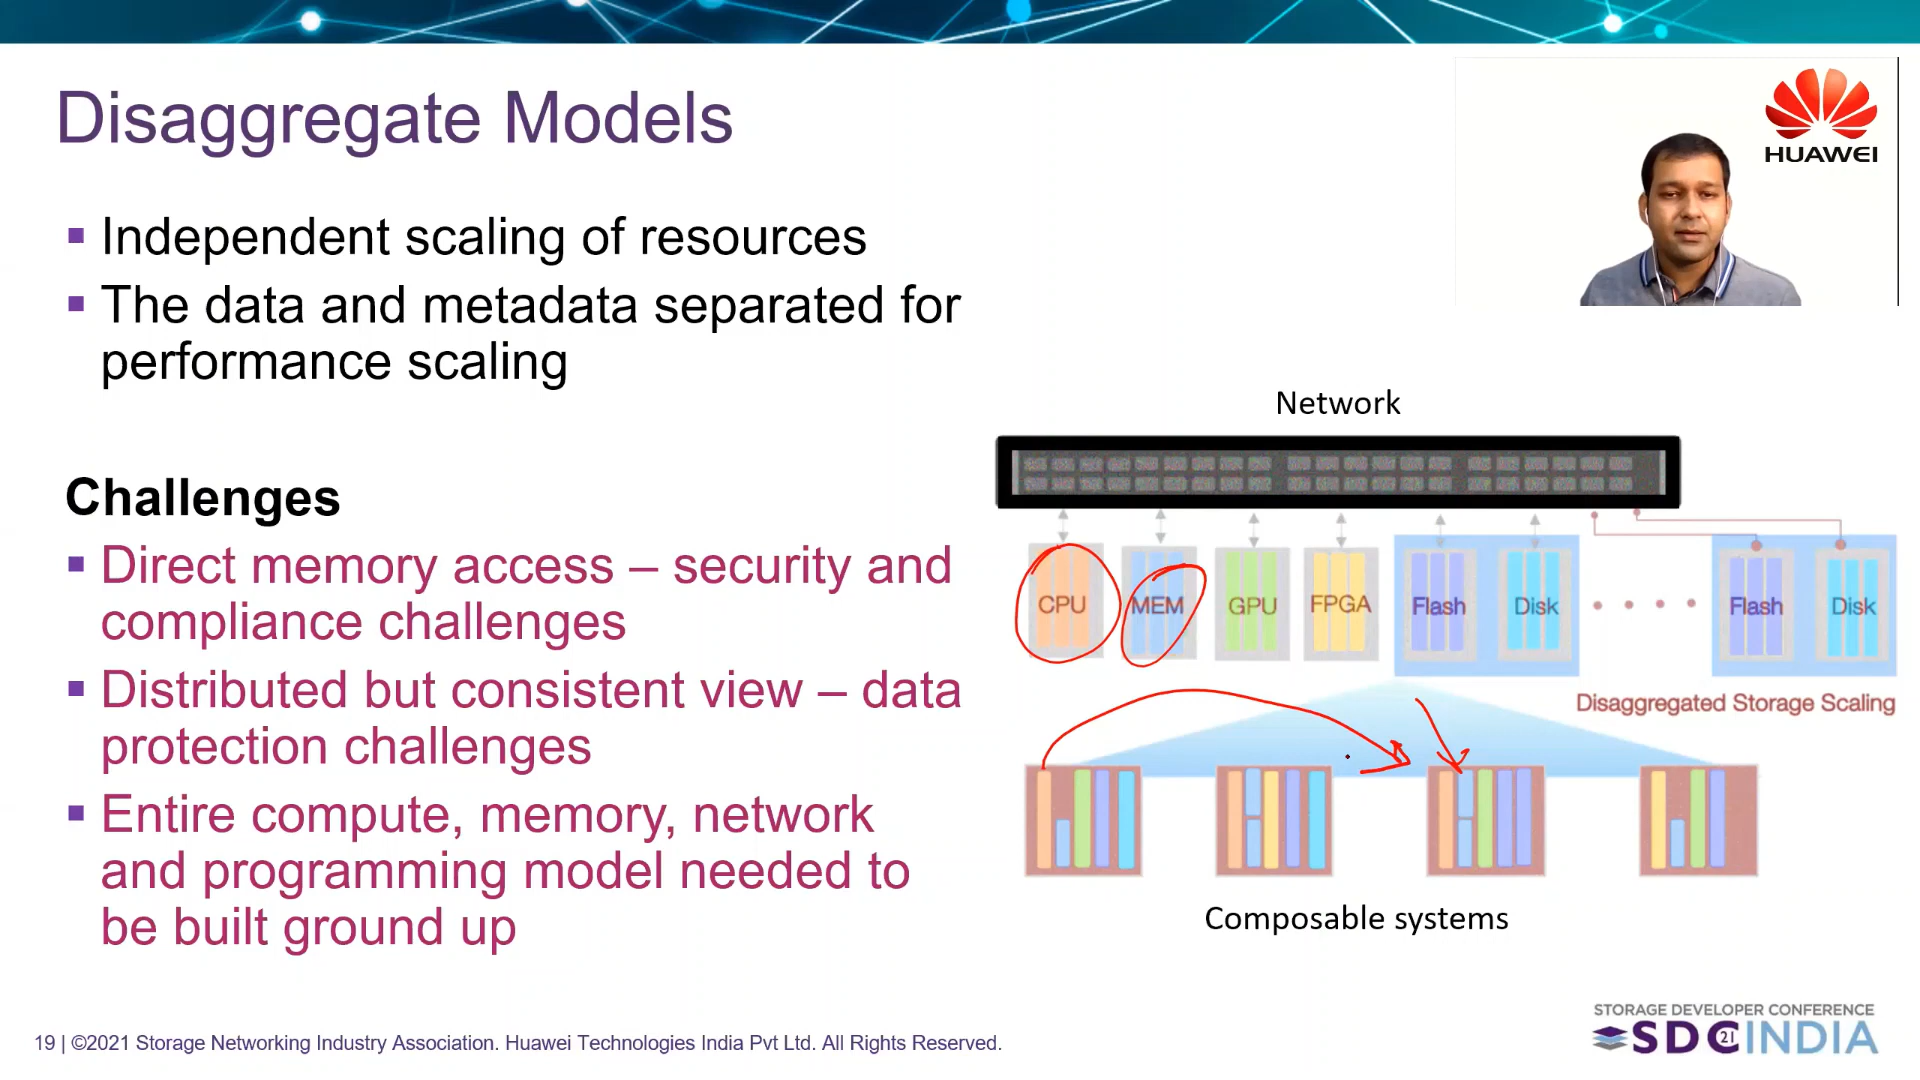 Disaggregate Models
HUAWEI
▪ Independent scaling of resources
▪ The data and metadata separated for
performance scaling
Challenges
▪ Direct memory access – security and
compliance challenges
▪ Distributed but consistent view – data
protection challenges
▪ Entire compute, memory, network
and programming model needed to
be built ground up
Network
CPU MEM GPU FPGA Flash Disk Flash Disk
Disaggregated Storage Scaling
Composable systems
19 | ©2021 Storage Networking Industry Association. Huawei Technologies India Pvt Ltd. All Rights Reserved.
STORAGE DEVELOPER CONFERENCE
SDC 21 INDIA